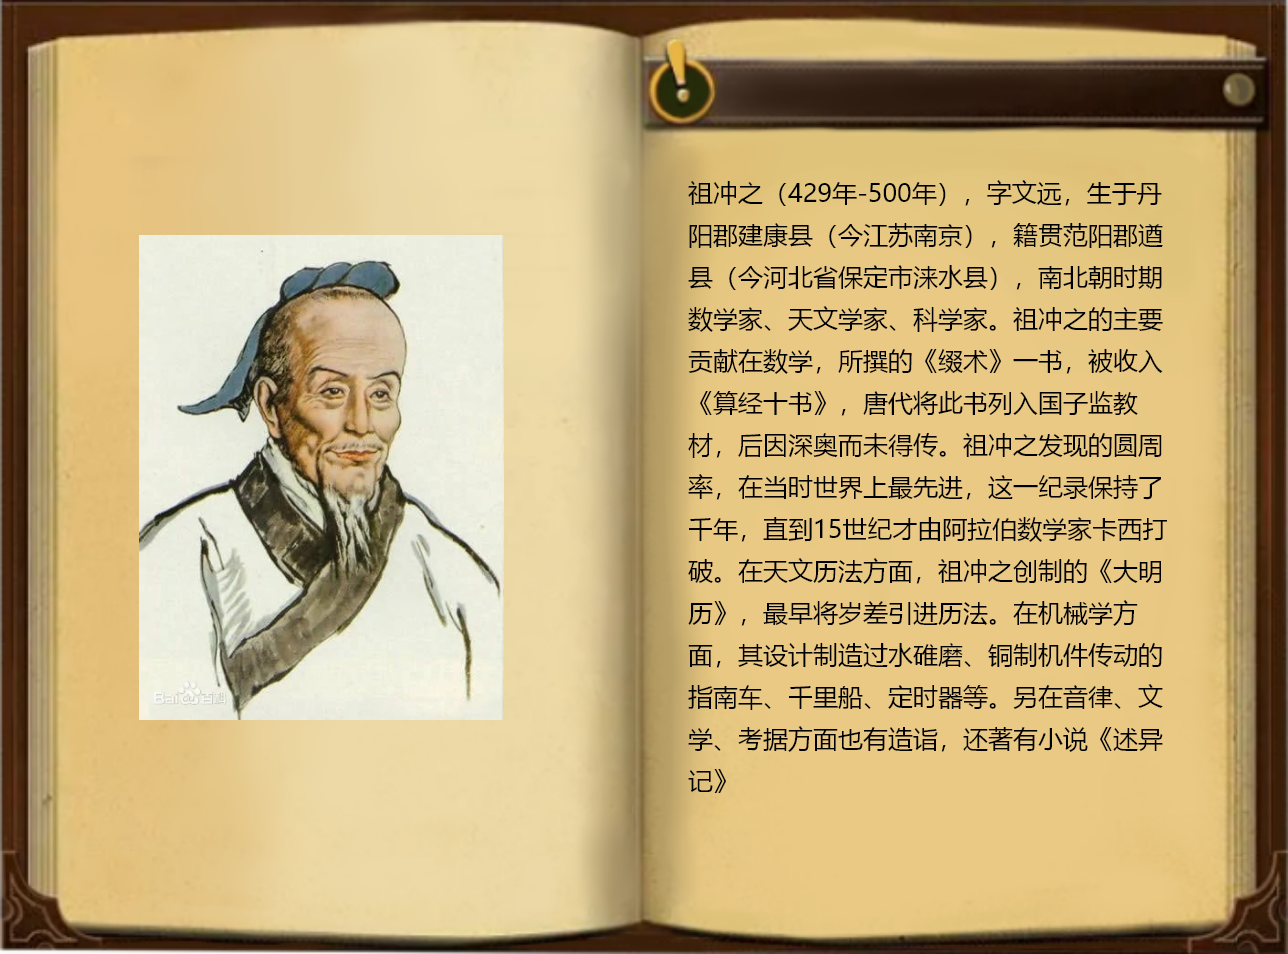 祖冲之（429年-500年），字文远，生于丹
阳郡建康县（今江苏南京），籍贯范阳郡遒
县（今河北省保定市涞水县），南北朝时期
数学家、天文学家、科学家。祖冲之的主要
贡献在数学，所撰的《缀术》一书，被收入
《算经十书》，唐代将此书列入国子监教
材，后因深奥而未得传。祖冲之发现的圆周
率，在当时世界上最先进，这一纪录保持了
千年，直到15世纪才由阿拉伯数学家卡西打
破。在天文历法方面，祖冲之创制的《大明
历》，最早将岁差引进历法。在机械学方
面，其设计制造过水碓磨、铜制机件传动的
指南车、千里船、定时器等。另在音律、文
学、考据方面也有造诣，还著有小说《述异
记》
Baidu百科